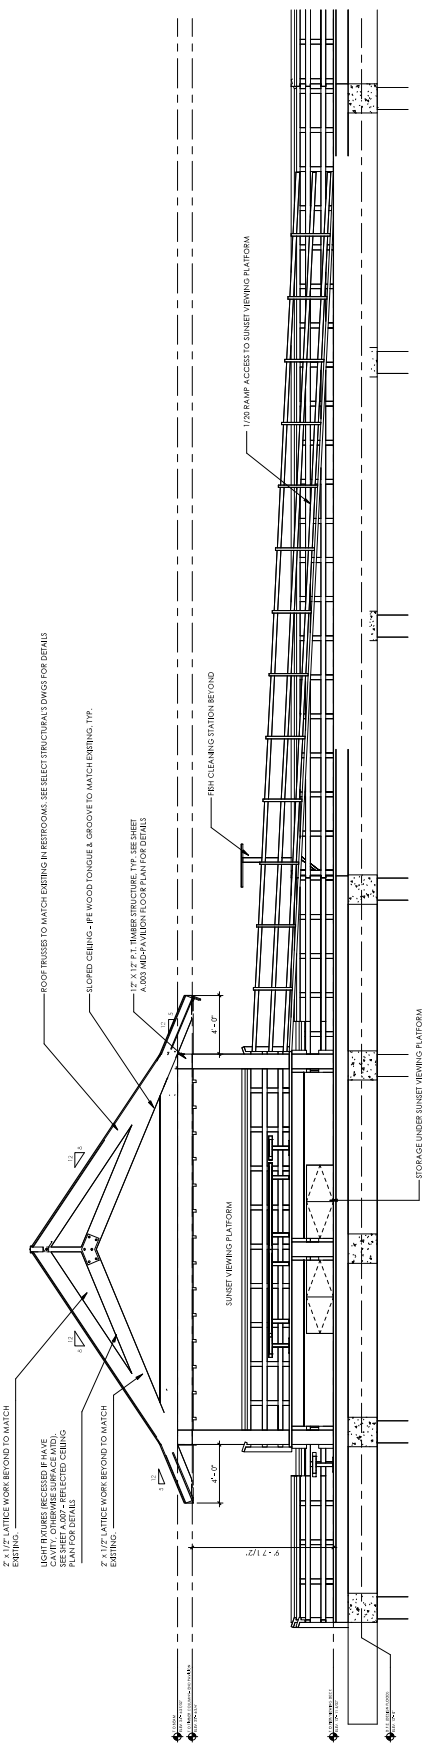 2" x 1/2" LATTICE WORK BEYOND TO MATCH
EXISTING.
LIGHT FIXTURES (RECESSED IF HAVE
CAVITY, OTHERWISE SURFACE MTD).
SEE SHEET A.007 - REFLECTED CEILING
PLAN FOR DETAILS
2" x 1/2" LATTICE WORK BEYOND TO MATCH
EXISTING.
ROOF TRUSSES TO MATCH EXISTING IN RESTROOMS. SEE SELECT STRUCTURAL'S DWGS FOR DETAILS
SLOPED CEILING - IPE WOOD TONGUE & GROOVE TO MATCH EXISTING, TYP.
12" X 12" P.T. TIMBER STRUCTURE, TYP. SEE SHEET
A.003 MID-PAVILION FLOOR PLAN FOR DETAILS
FISH CLEANING STATION BEYOND
1/20 RAMP ACCESS TO SUNSET VIEWING PLATFORM
12
6
12
6
12
5
12
5
4'-0"
4'-0"
9'-7 1/2"
SUNSET VIEWING PLATFORM
STORAGE UNDER SUNSET VIEWING PLATFORM